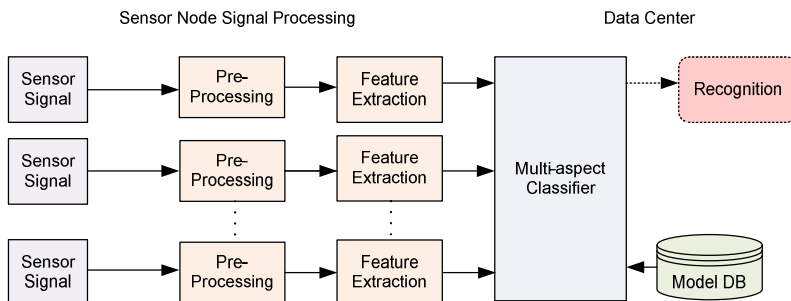 Sensor Node Signal Processing
Data Center
Sensor
Signal
Pre-
Processing
Feature
Extraction
Recognition
Sensor
Signal
Pre-
Processing
Feature
Extraction
Multi-aspect
Classifier
Sensor
Signal
Pre-
Processing
Feature
Extraction
Model DB